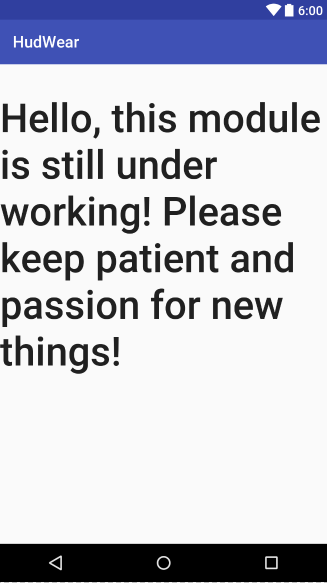 6:00
HudWear
Hello, this module
is still under
working! Please
keep patient and
passion for new
things!